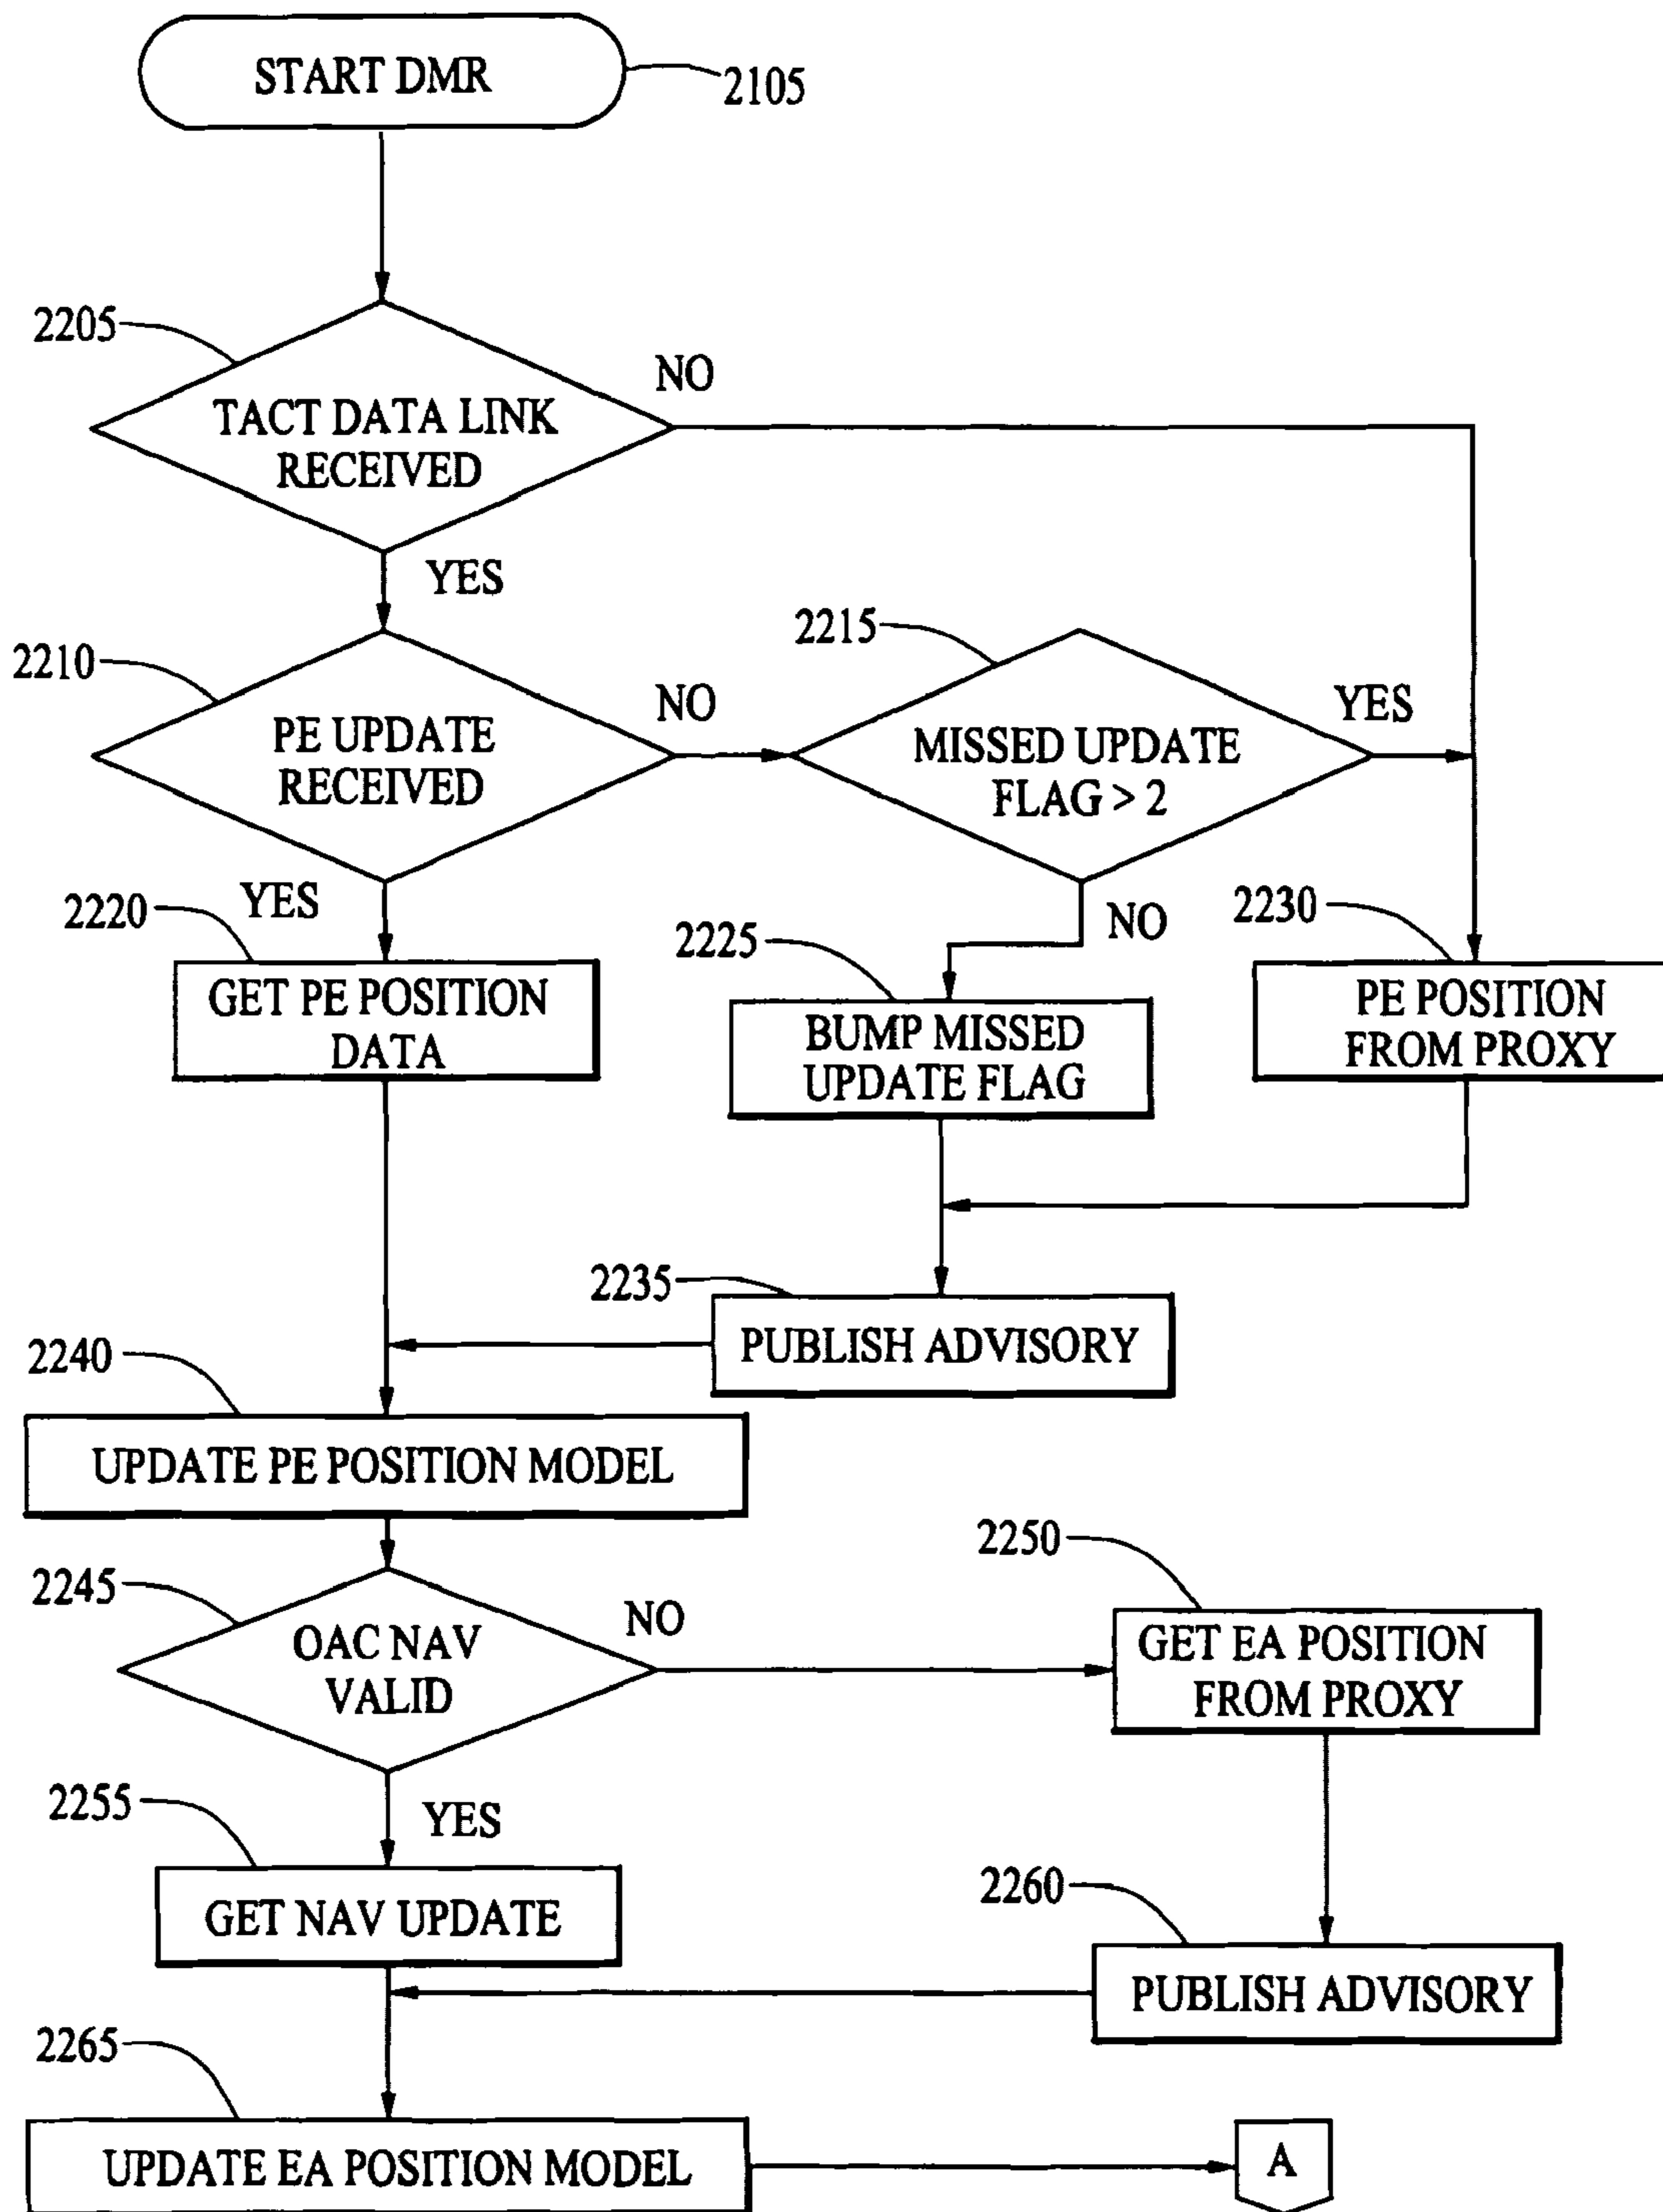 START DMR
2105
2205
NO
TACT DATA LINK
RECEIVED
YES
2210
NO
2215
YES
PE UPDATE
RECEIVED
MISSED UPDATE
FLAG > 2
YES
2220
NO
2225
2230
GET PE POSITION
DATA
BUMP MISSED
UPDATE FLAG
PE POSITION
FROM PROXY
2235
PUBLISH ADVISORY
2240
UPDATE PE POSITION MODEL
2245
NO
2250
OAC NAV
VALID
GET EA POSITION
FROM PROXY
2255
YES
GET NAV UPDATE
2260
PUBLISH ADVISORY
2265
UPDATE EA POSITION MODEL
A